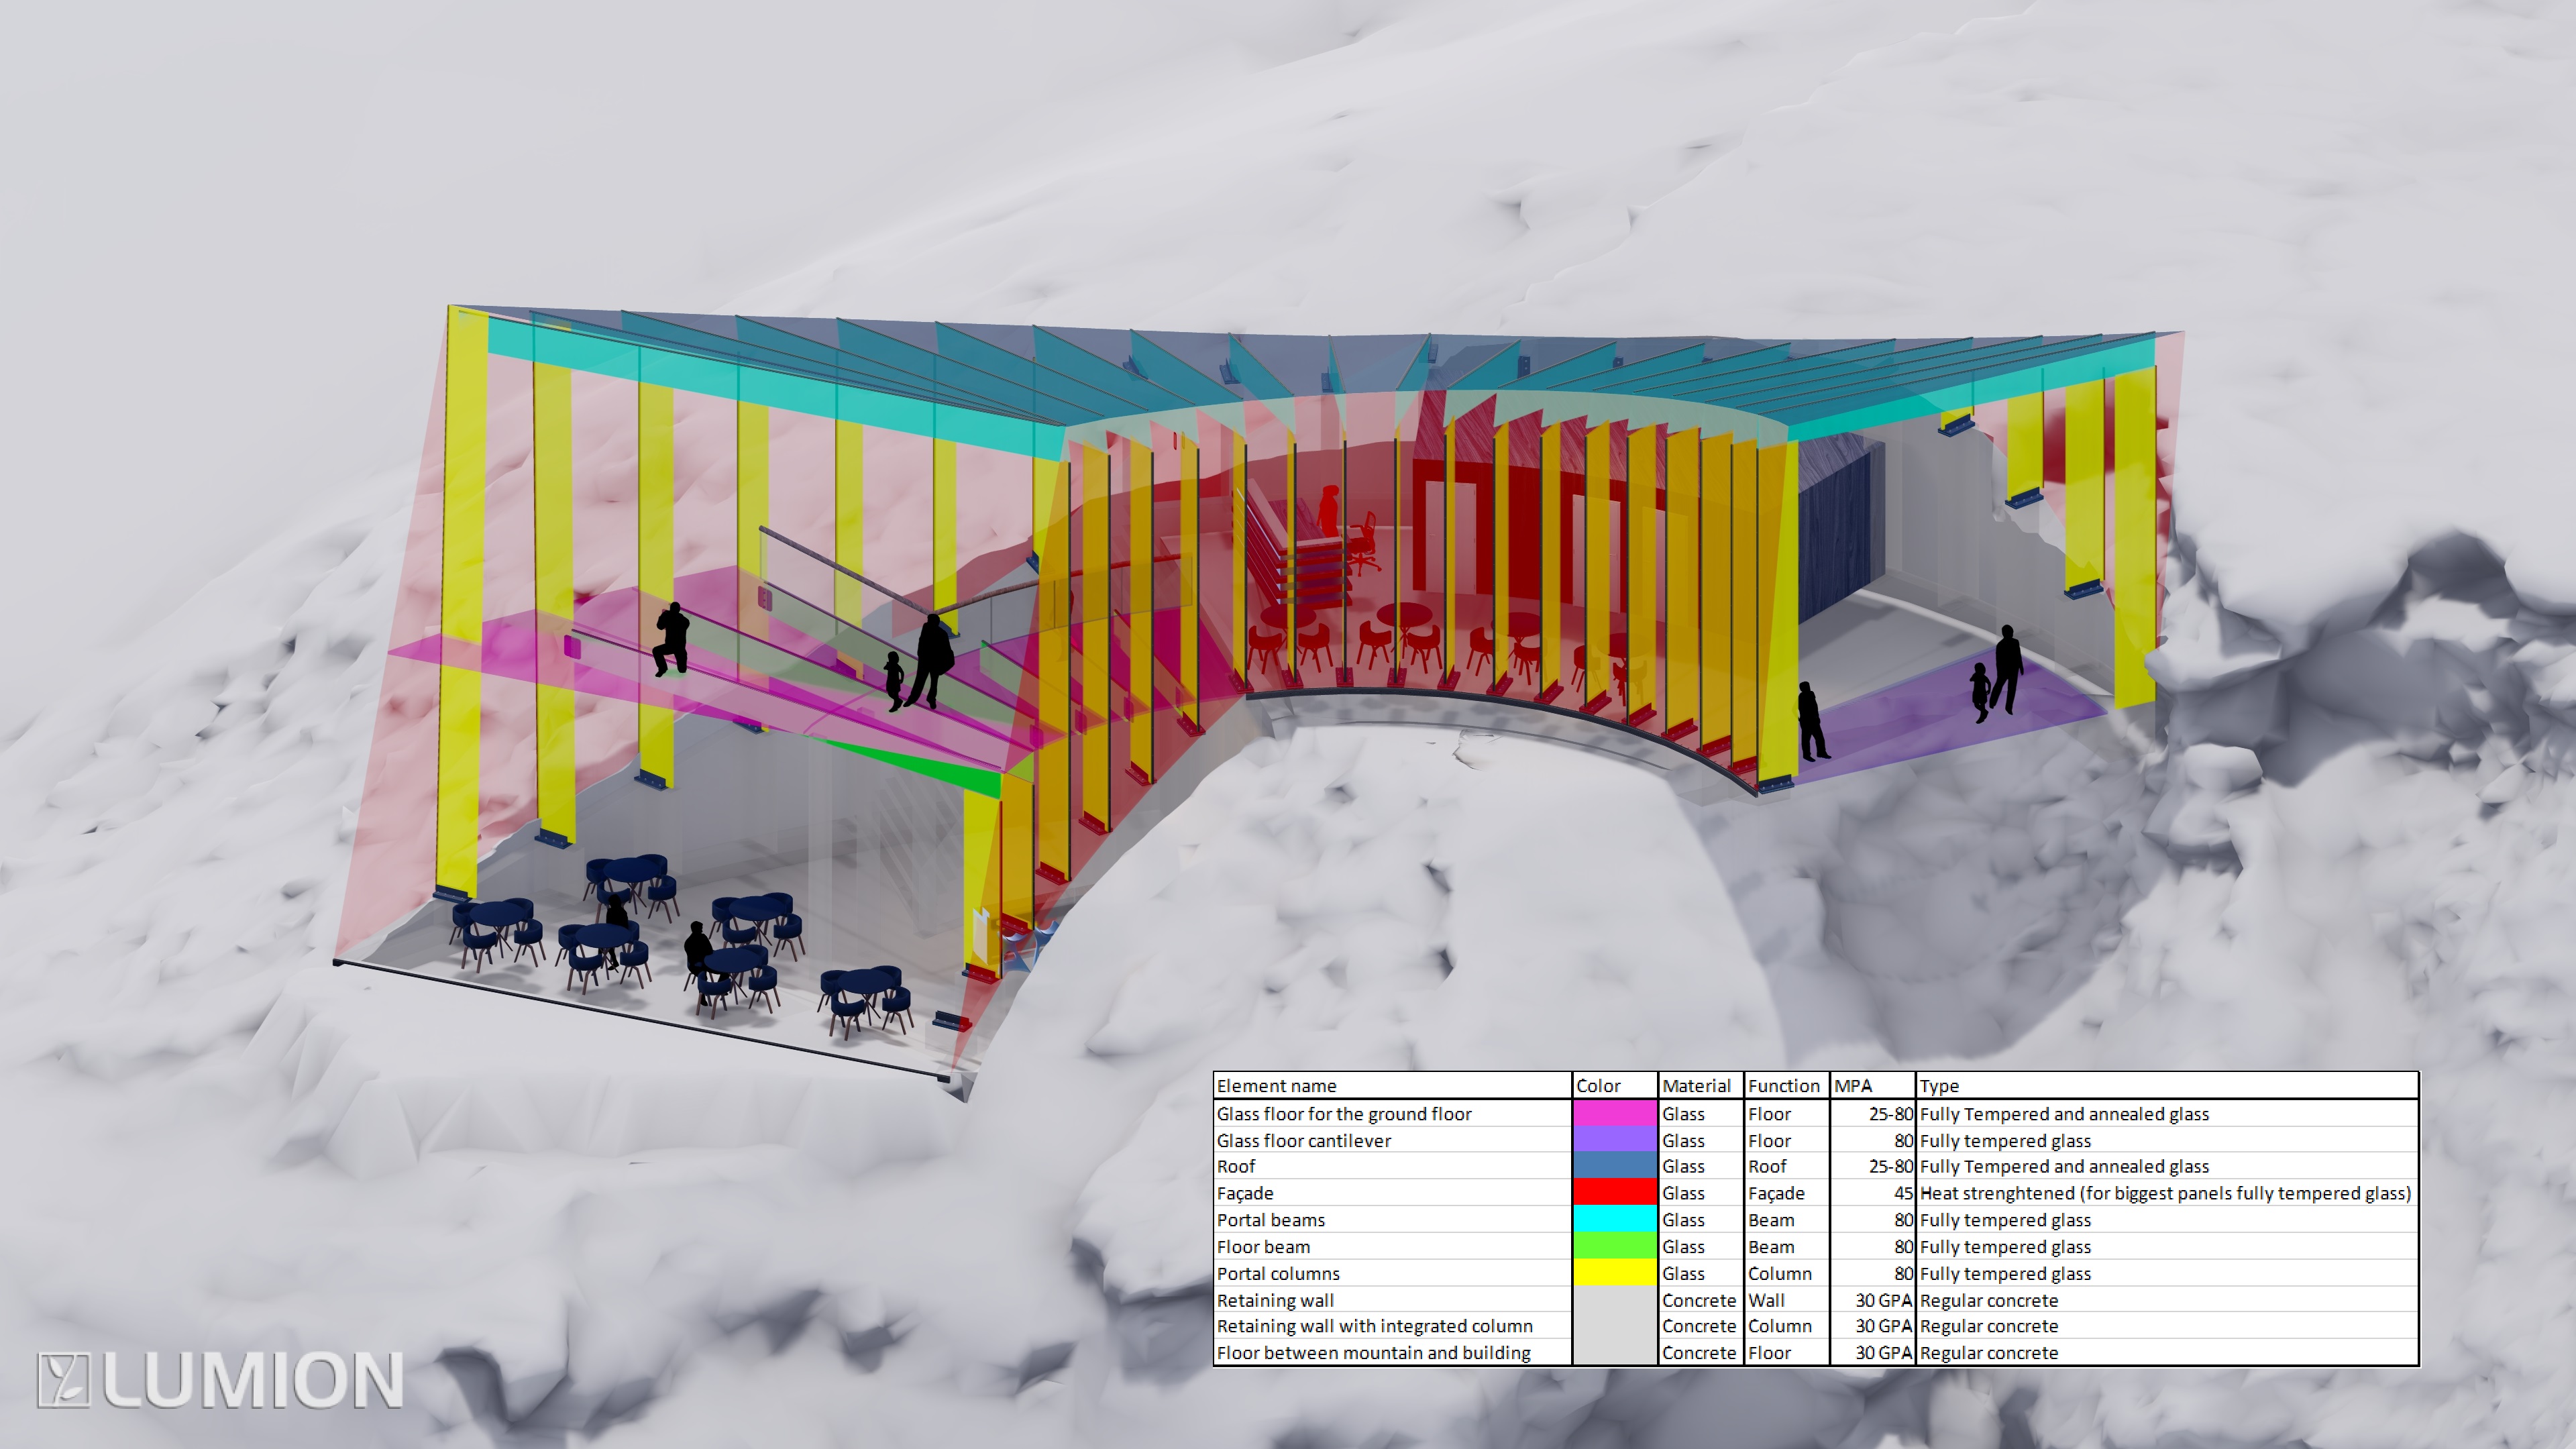 Element name Color Material Function MPA Type
Glass floor for the ground floor Glass Floor 25-80 Fully Tempered and annealed glass
Glass floor cantilever Glass Floor 80 Fully tempered glass
Roof Glass Roof 25-80 Fully Tempered and annealed glass
Façade Glass Façade 45 Heat strenghtened (for biggest panels fully tempered glass)
Portal beams Glass Beam 80 Fully tempered glass
Floor beam Glass Beam 80 Fully tempered glass
Portal columns Glass Column 80 Fully tempered glass
Retaining wall Concrete Wall 30 GPA Regular concrete
Retaining wall with integrated column Concrete Column 30 GPA Regular concrete
Floor between mountain and building Concrete Floor 30 GPA Regular concrete
LUMION